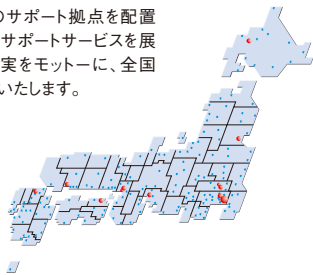 のサポート拠点を配置
サポートサービスを展
実をモットーに、全国
いたします。